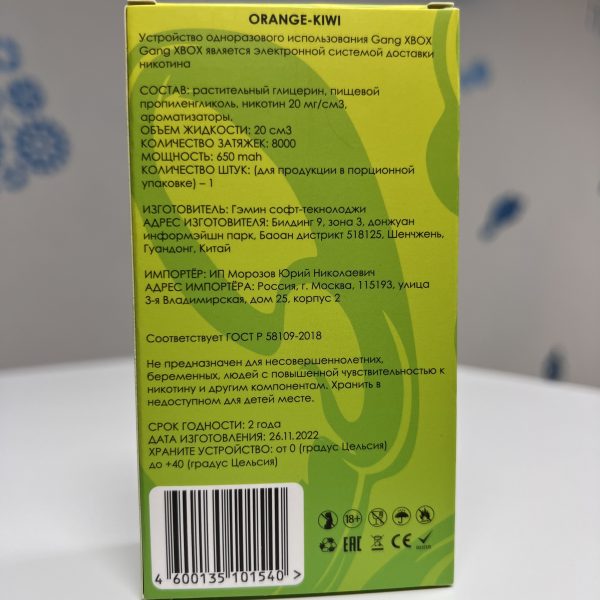 ORANGE-KIWI
Устройство одноразового использования Gang XBOX
Gang XBOX является электронной системой доставки
никотина
СОСТАВ: растительный глицерин, пищевой
пропиленгликоль, никотин 20 мг/см3,
ароматизаторы.
ОБЪЕМ ЖИДКОСТИ: 20 см3
КОЛИЧЕСТВО ЗАТЯЖЕК: 8000
МОЩНОСТЬ: 650 mah
КОЛИЧЕСТВО ШТУК: (для продукции в порционной
упаковке) – 1
ИЗГОТОВИТЕЛЬ: Гэмин софт-текнолоджи
АДРЕС ИЗГОТОВИТЕЛЯ: Билдинг 9, зона 3, донжуан
информэйшн парк, Баоан дистрикт 518125, Шенчжень,
Гуандонг, Китай
ИМПОРТЁР: ИП Морозов Юрий Николаевич
АДРЕС ИМПОРТЁРА: Россия, г. Москва, 115193, улица
3-я Владимирская, дом 25, корпус 2
Соответствует ГОСТ Р 58109-2018
Не предназначен для несовершеннолетних,
беременных, людей с повышенной чувствительностью к
никотину и другим компонентам. Хранить в
недоступном для детей месте.
СРОК ГОДНОСТИ: 2 года
ДАТА ИЗГОТОВЛЕНИЯ: 26.11.2022
ХРАНИТЕ УСТРОЙСТВО: от 0 (градус Цельсия)
до +40 (градус Цельсия)
18+
EAC CE
4 600135 101540 >